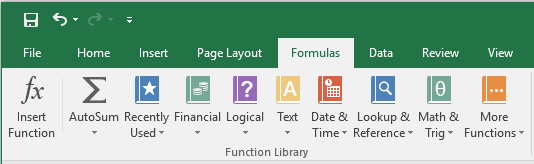 File Home Insert Page Layout Formulas Data Review View
fx Σ ? A θ
Insert AutoSum Recently Financial Logical Text Date & Lookup & Math & More
Function Used Time Reference Trig Functions
Function Library